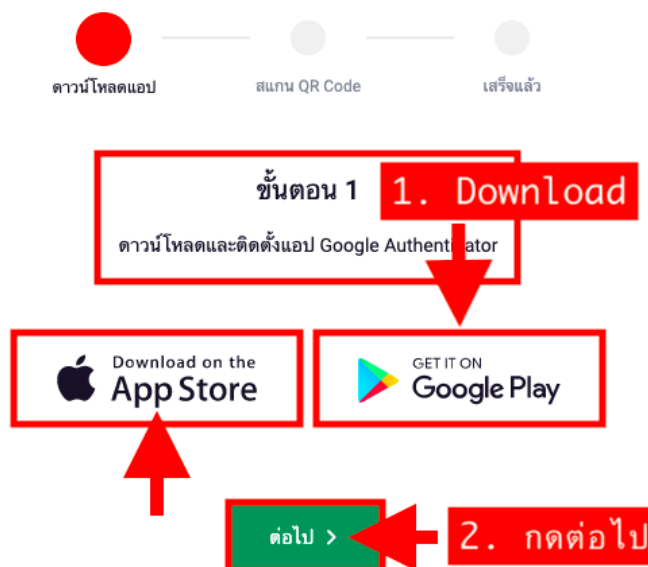 ดาวน์โหลดแอป
สแกน QR Code
เสร็จแล้ว
ขั้นตอน 1
1. Download
ดาวน์โหลดและติดตั้งแอป Google Authenticator
Download on the
App Store
GET IT ON
Google Play
ต่อไป >
2. กดต่อไป